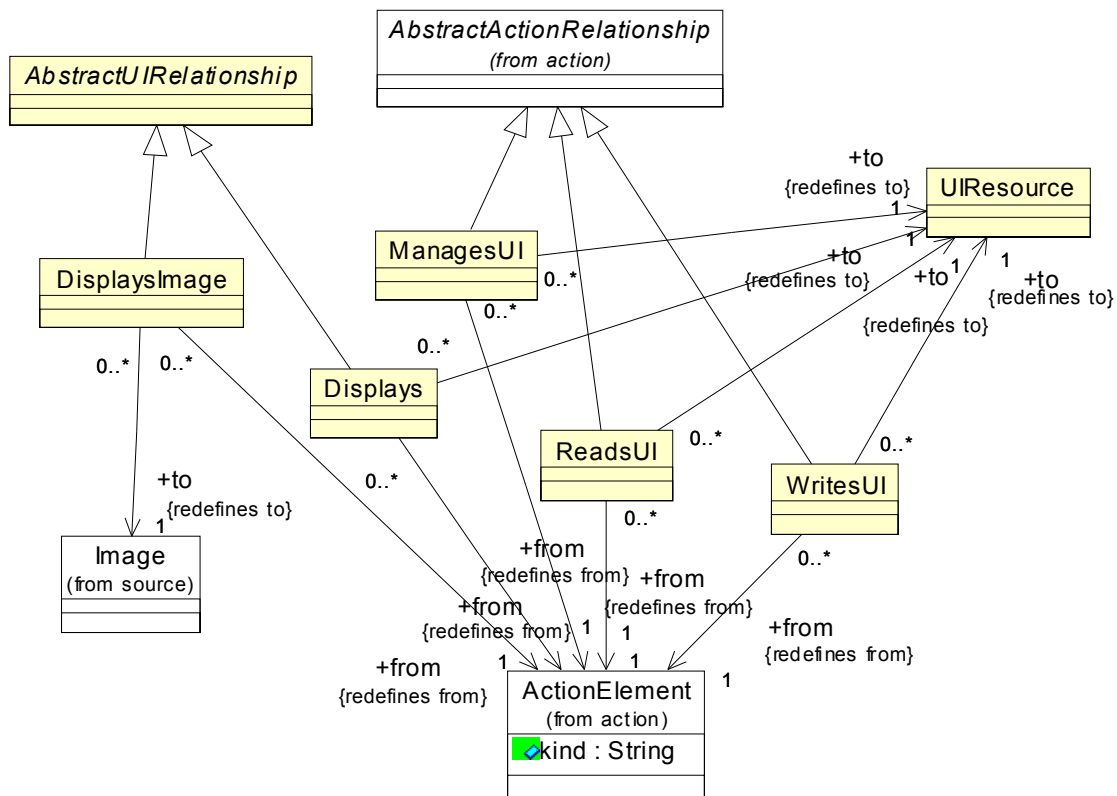 AbstractActionRelationship
(from action)
AbstractUIRelationship
+to
{redefines to}
1
UIResource
ManagesUI
0..*
0..*
1
+to
{redefines to}
+to
1
{redefines to}
1
+to
{redefines to}
DisplaysImage
0..*
0..*
0..*
Displays
0..*
ReadsUI
0..*
0..*
0..*
WritesUI
0..*
+to
{redefines to}
1
Image
(from source)
+from
{redefines from}
+from
{redefines from}
+from
{redefines from}
+from
{redefines from}
+from
{redefines from}
1
1
1
1
1
ActionElement
(from action)
kind : String